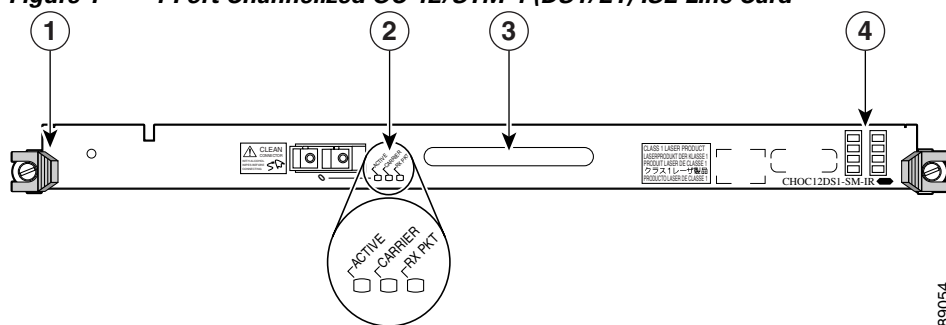 Figure 1 1-Port Channelized OC-12/STM-4 (DS1/E1) ISE Line Card
1
2
3
4
CLEAN
ACTIVE
CARRIER
RX PKT
CLASS 1 LASER PRODUCT
LASERPRODUKT DER KLASSE 1
PRODUIT LASER DE CLASSE 1
クラス1レーザ製品
PRODUCTO LASER DE CLASSE 1
CHOC12DS1-SM-IR
ACTIVE
CARRIER
RX PKT
89054